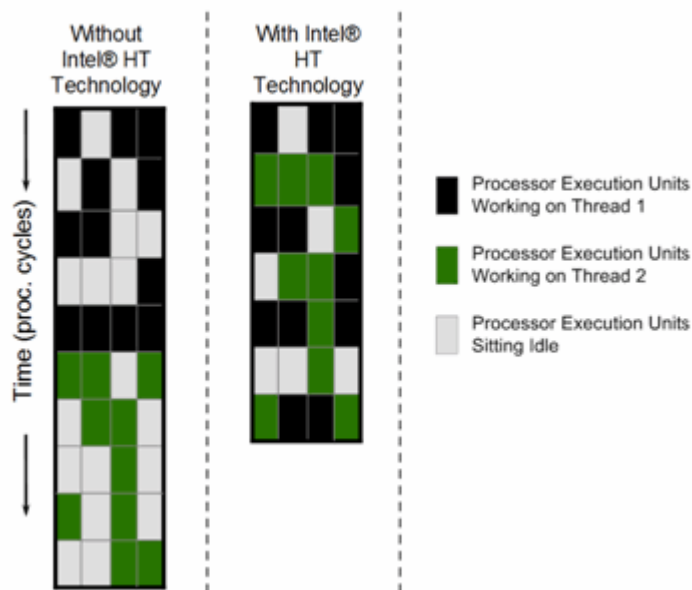 Without
Intel® HT
Technology
With Intel®
HT
Technology
Time (proc. cycles)
Processor Execution Units
Working on Thread 1
Processor Execution Units
Working on Thread 2
Processor Execution Units
Sitting Idle